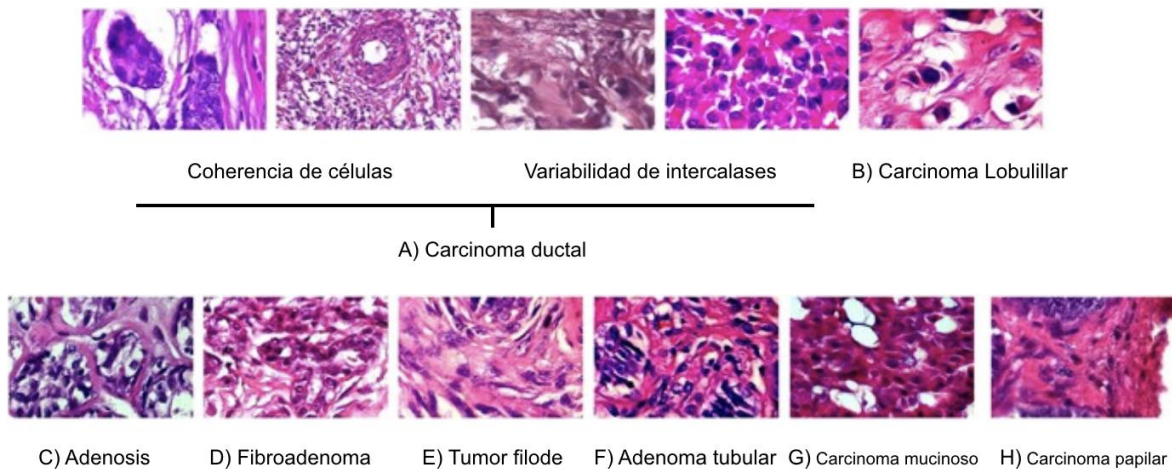 Coherencia de células
Variabilidad de intercalases
B) Carcinoma Lobulillar
A) Carcinoma ductal
C) Adenosis
D) Fibroadenoma
E) Tumor filode
F) Adenoma tubular
G) Carcinoma mucinoso
H) Carcinoma papilar